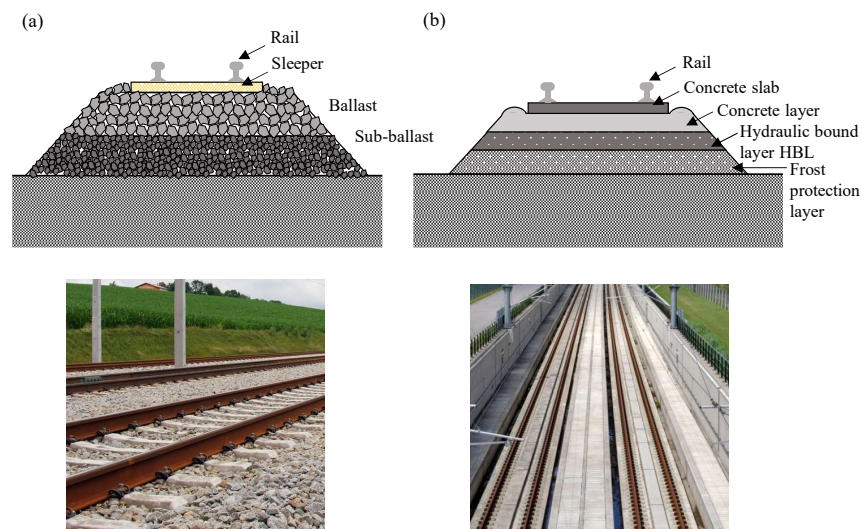 (a)
Rail
Sleeper
Ballast
Sub-ballast
(b)
Rail
Concrete slab
Concrete layer
Hydraulic bound
layer HBL
Frost
protection
layer